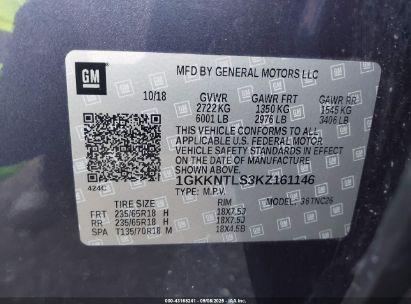 GM
MFD BY GENERAL MOTORS LLC
10/18 GVWR GAWR FRT GAWR RR
2722 KG 1350 KG 1545 KG
6001 LB 2976 LB 3406 LB
THIS VEHICLE CONFORMS TO ALL
APPLICABLE U.S. FEDERAL MOTOR
VEHICLE SAFETY STANDARDS IN EFFECT
ON THE DATE OF MANUFACTURE SHOWN ABOVE.
1GKKNTLS3KZ161146
424C TYPE: M.P.V. MODEL: 3STNC26
TIRE SIZE RIM
FRT 235/65R18 H 18X7.5J
RR 235/65R18 H 18X7.5J
SPA T135/70R18 M 18X4.5B